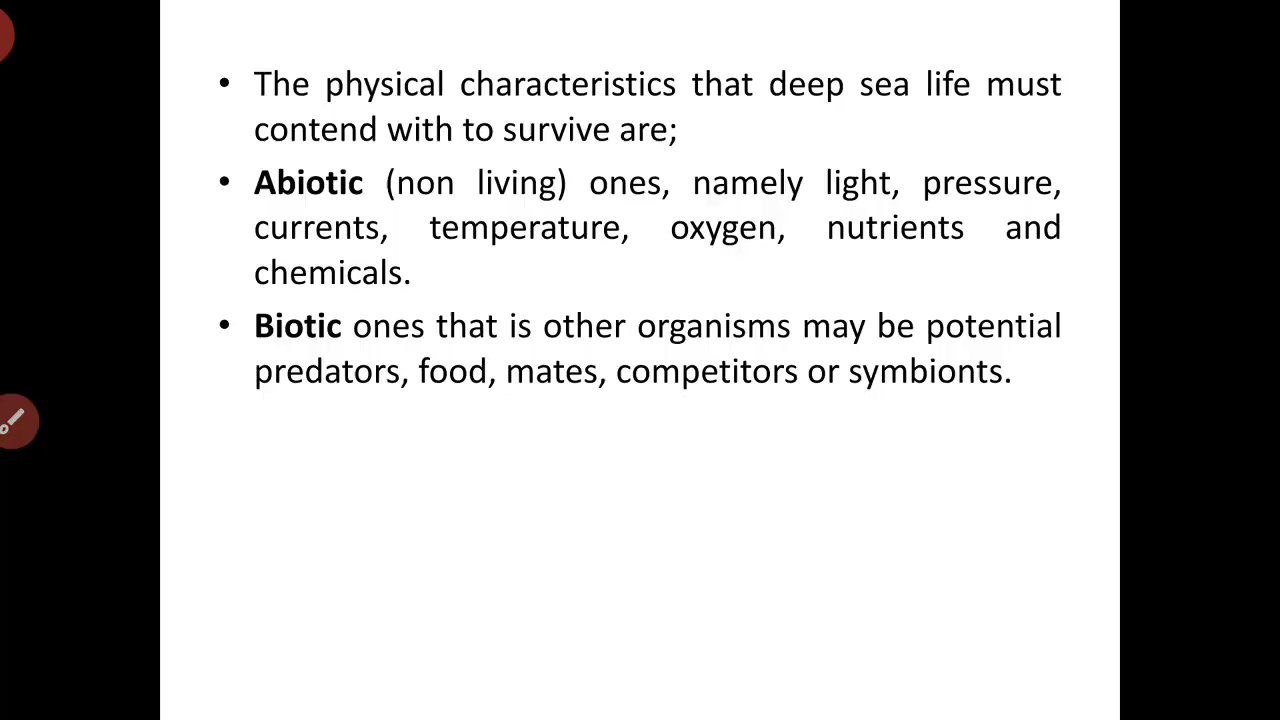 • The physical characteristics that deep sea life must
contend with to survive are;
• Abiotic (non living) ones, namely light, pressure,
currents, temperature, oxygen, nutrients and
chemicals.
• Biotic ones that is other organisms may be potential
predators, food, mates, competitors or symbionts.